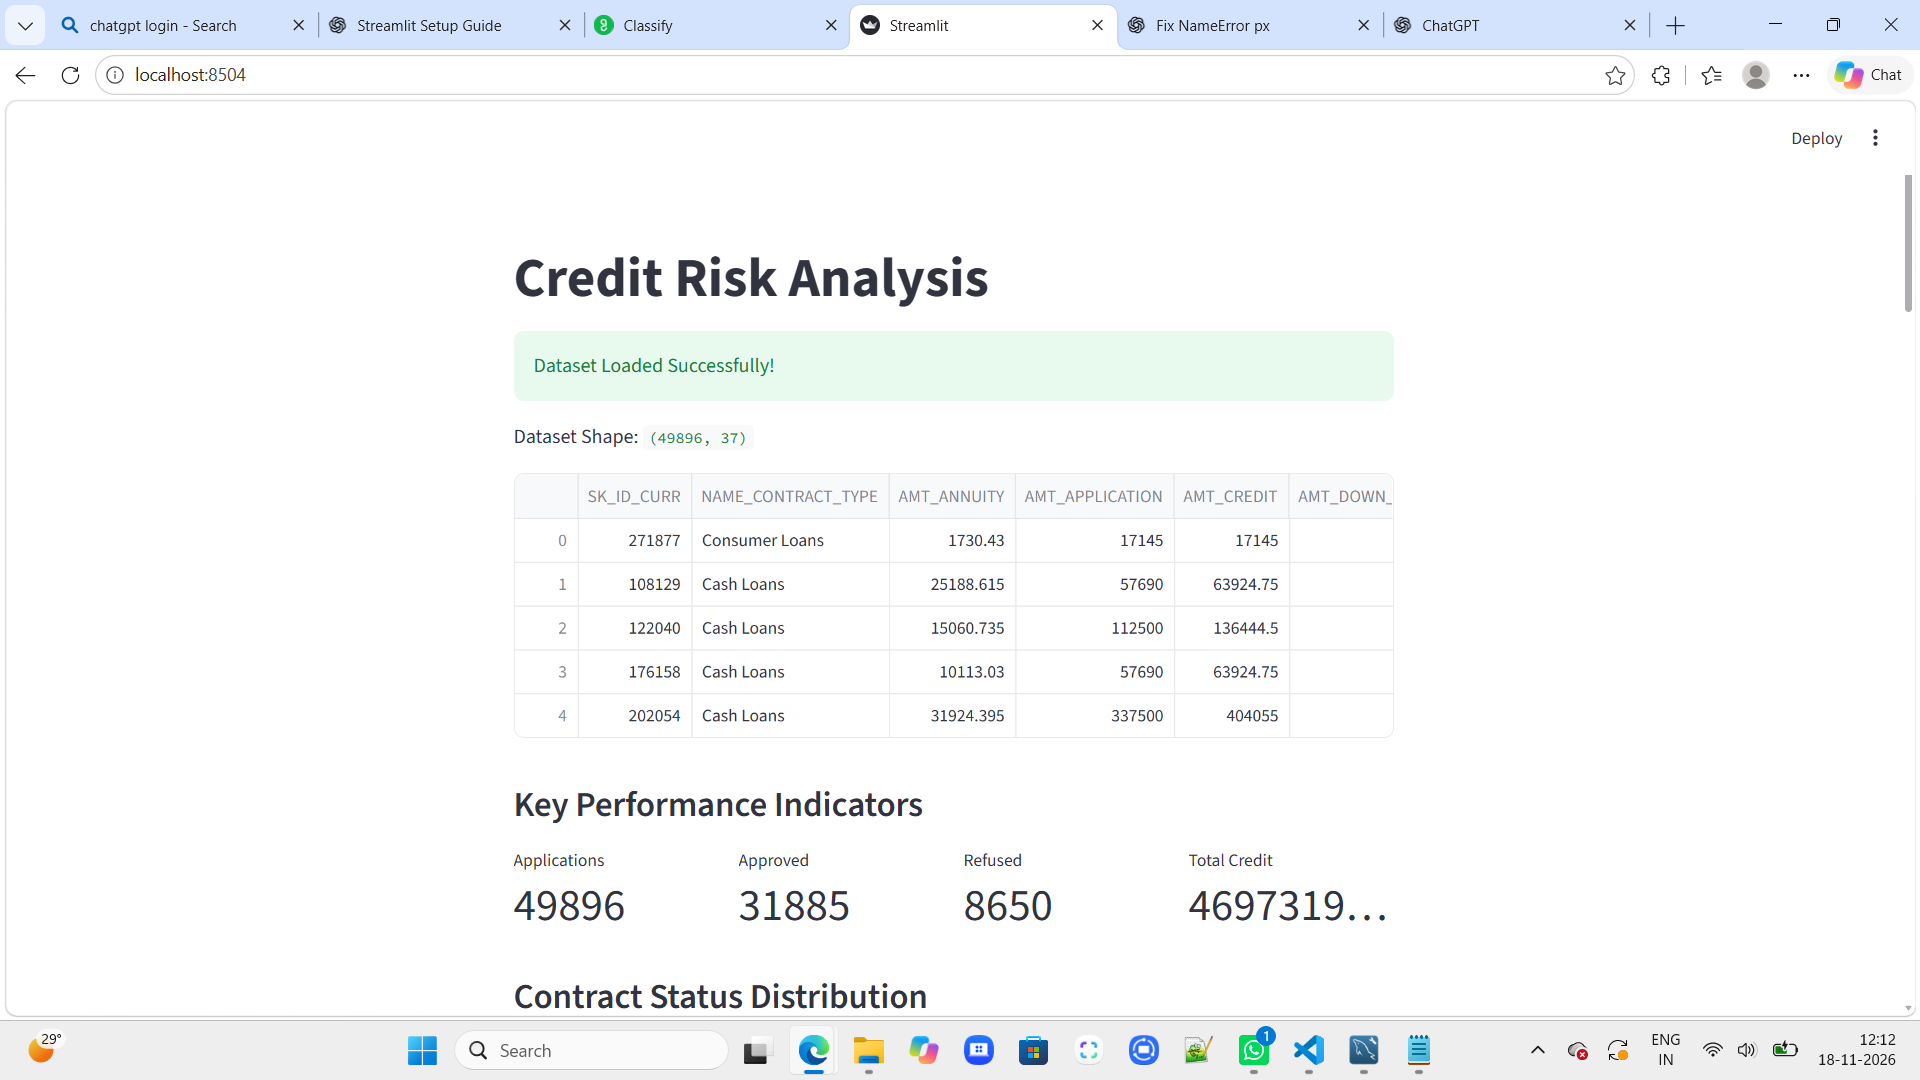 chatgpt login - Search
Streamlit Setup Guide
Classify
Streamlit
Fix NameError px
ChatGPT
localhost:8504
Chat
Deploy
Credit Risk Analysis
Dataset Loaded Successfully!
Dataset Shape: (49896, 37)
SK_ID_CURR NAME_CONTRACT_TYPE AMT_ANNUITY AMT_APPLICATION AMT_CREDIT AMT_DOWN_
0 271877 Consumer Loans 1730.43 17145 17145
1 108129 Cash Loans 25188.615 57690 63924.75
2 122040 Cash Loans 15060.735 112500 136444.5
3 176158 Cash Loans 10113.03 57690 63924.75
4 202054 Cash Loans 31924.395 337500 404055
Key Performance Indicators
Applications Approved Refused Total Credit
49896 31885 8650 4697319…
Contract Status Distribution
29°
Search
1
ENG
IN
12:12
18-11-2026